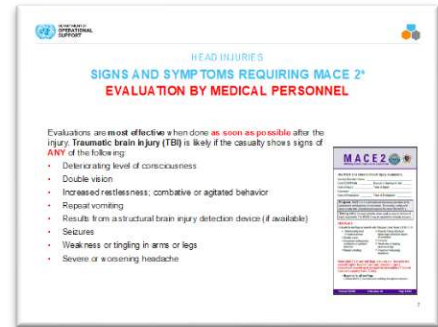 DEPARTMENT OF
OPERATIONAL
SUPPORT
HEAD INJURIES
SIGNS AND SYMPTOMS REQUIRING MACE 2*
EVALUATION BY MEDICAL PERSONNEL
Evaluations are most effective when done as soon as possible after the
injury. Traumatic brain injury (TBI) is likely if the casualty shows signs of
ANY of the following:
• Deteriorating level of consciousness
• Double vision
• Increased restlessness; combative or agitated behavior
• Repeat vomiting
• Results from a structural brain injury detection device (if available)
• Seizures
• Weakness or tingling in arms or legs
• Severe or worsening headache
MACE2